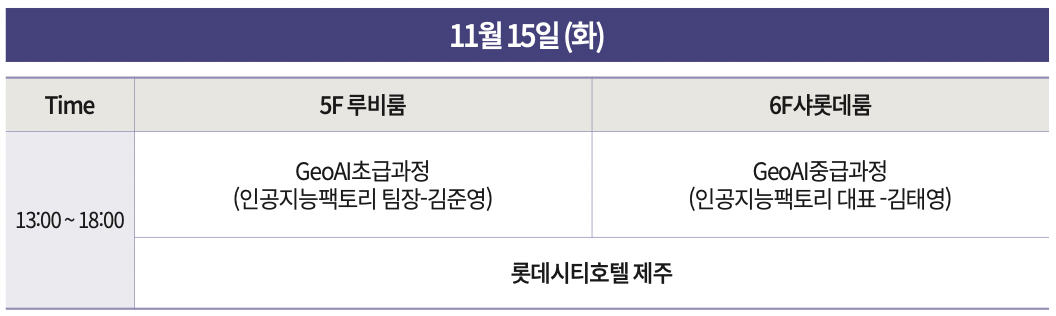 11월 15일 (화)
Time
5F 루비룸
6F샤롯데룸
13:00 ~ 18:00
GeoAI초급과정
(인공지능팩토리 팀장-김준영)
GeoAI중급과정
(인공지능팩토리 대표 -김태영)
롯데시티호텔 제주